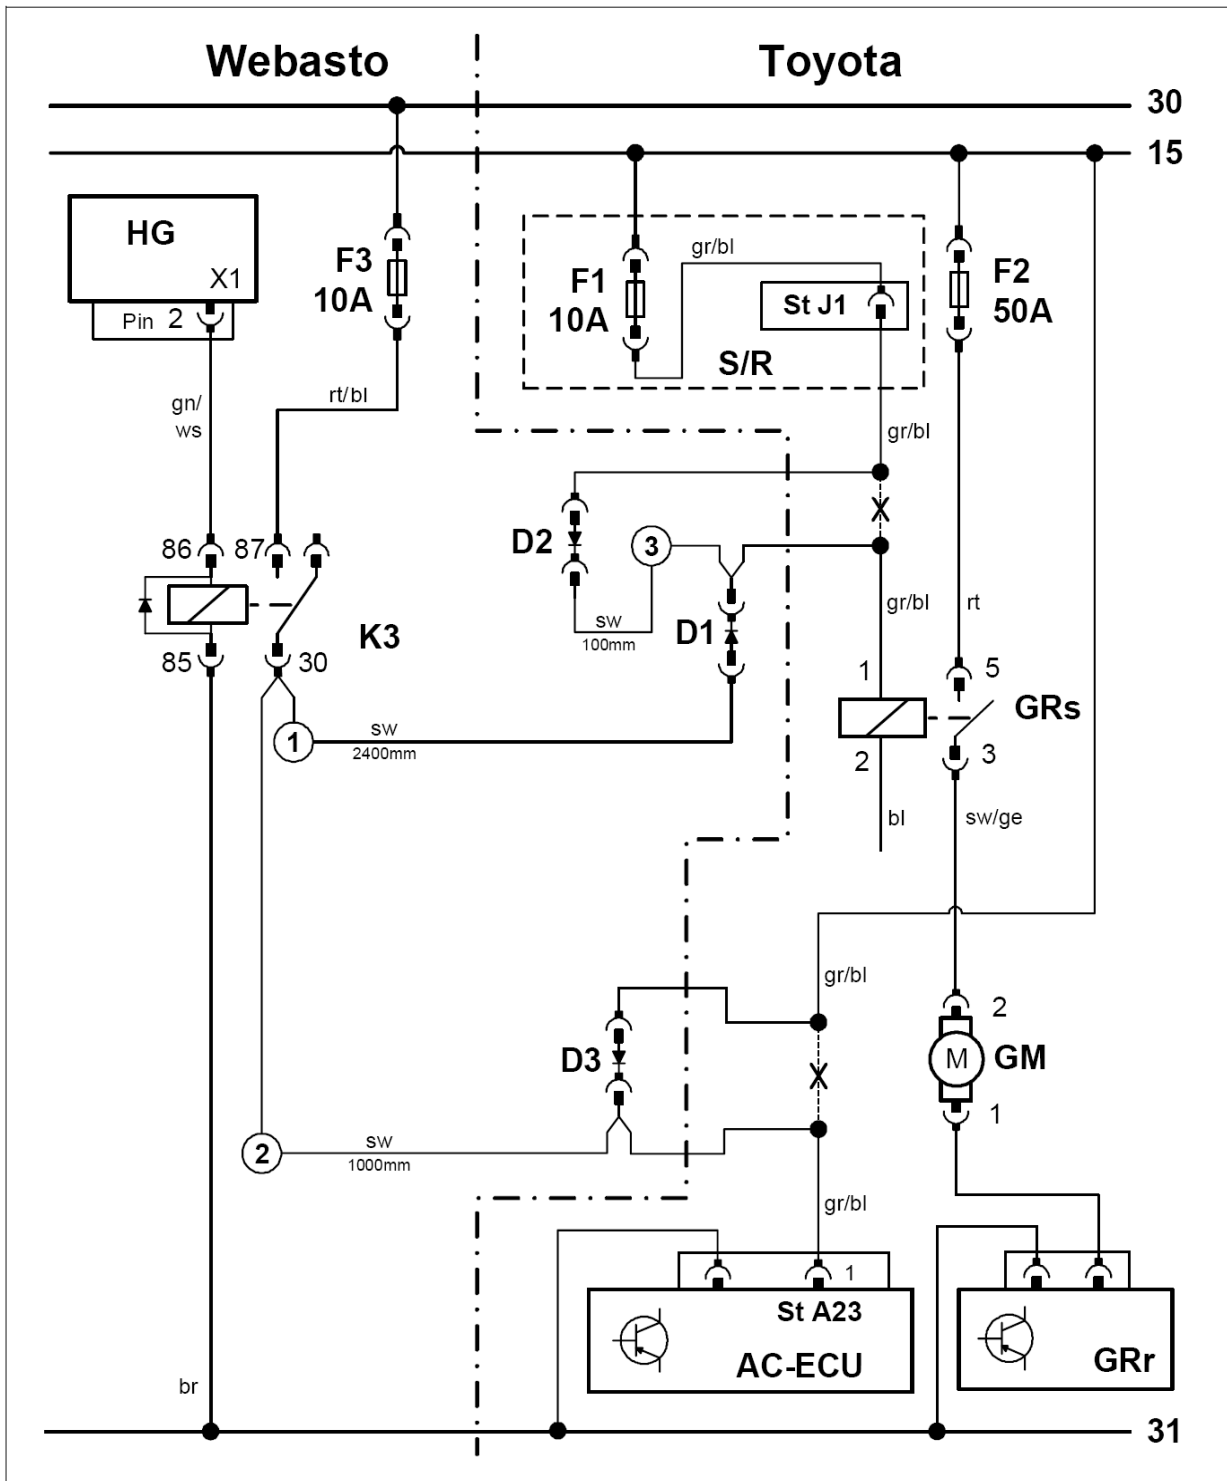 Webasto
Toyota
30
15
HG
X1
Pin 2
F3
10A
F1
10A
gr/bl
St J1
S/R
F2
50A
gn/
ws
rt/bl
gr/bl
86
87
D2
3
sw
100mm
D1
gr/bl
rt
85
30
K3
1
5
GRs
1
sw
2400mm
2
3
bl
sw/ge
gr/bl
2
D3
M
GM
1
2
sw
1000mm
gr/bl
1
St A23
AC-ECU
GRr
br
31